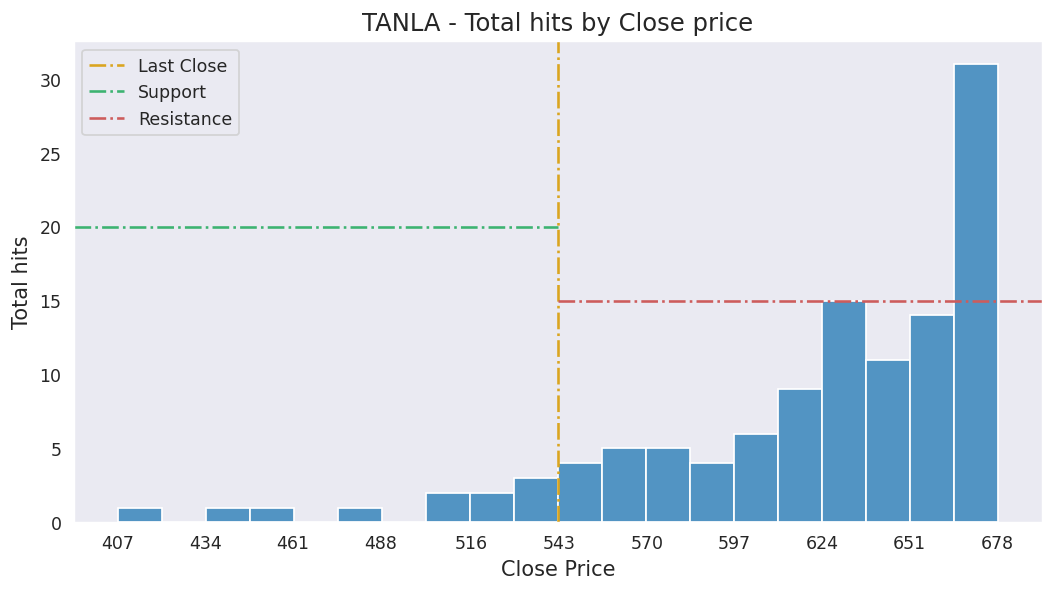 TANLA - Total hits by Close price
Last Close
Support
Resistance
Total hits
30
25
20
15
10
5
0
407 434 461 488 516 543 570 597 624 651 678
Close Price